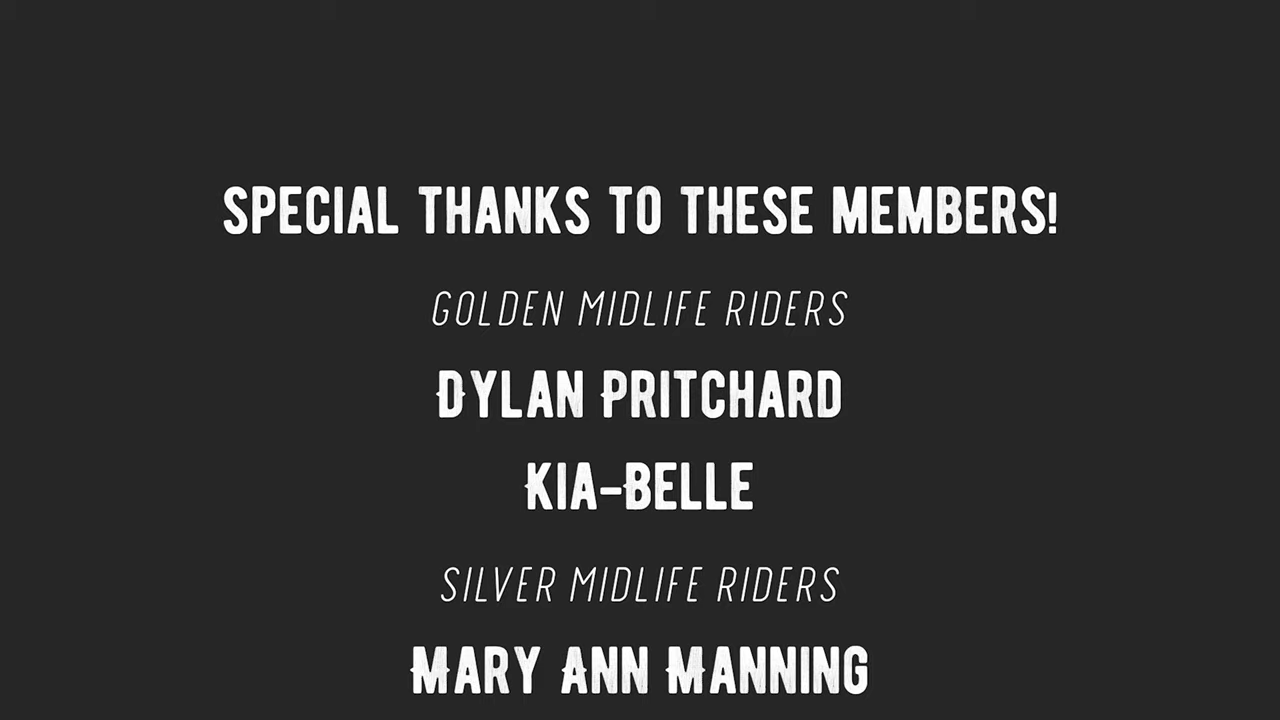 SPECIAL THANKS TO THESE MEMBERS!
GOLDEN MIDLIFE RIDERS
DYLAN PRITCHARD
KIA-BELLE
SILVER MIDLIFE RIDERS
MARY ANN MANNING